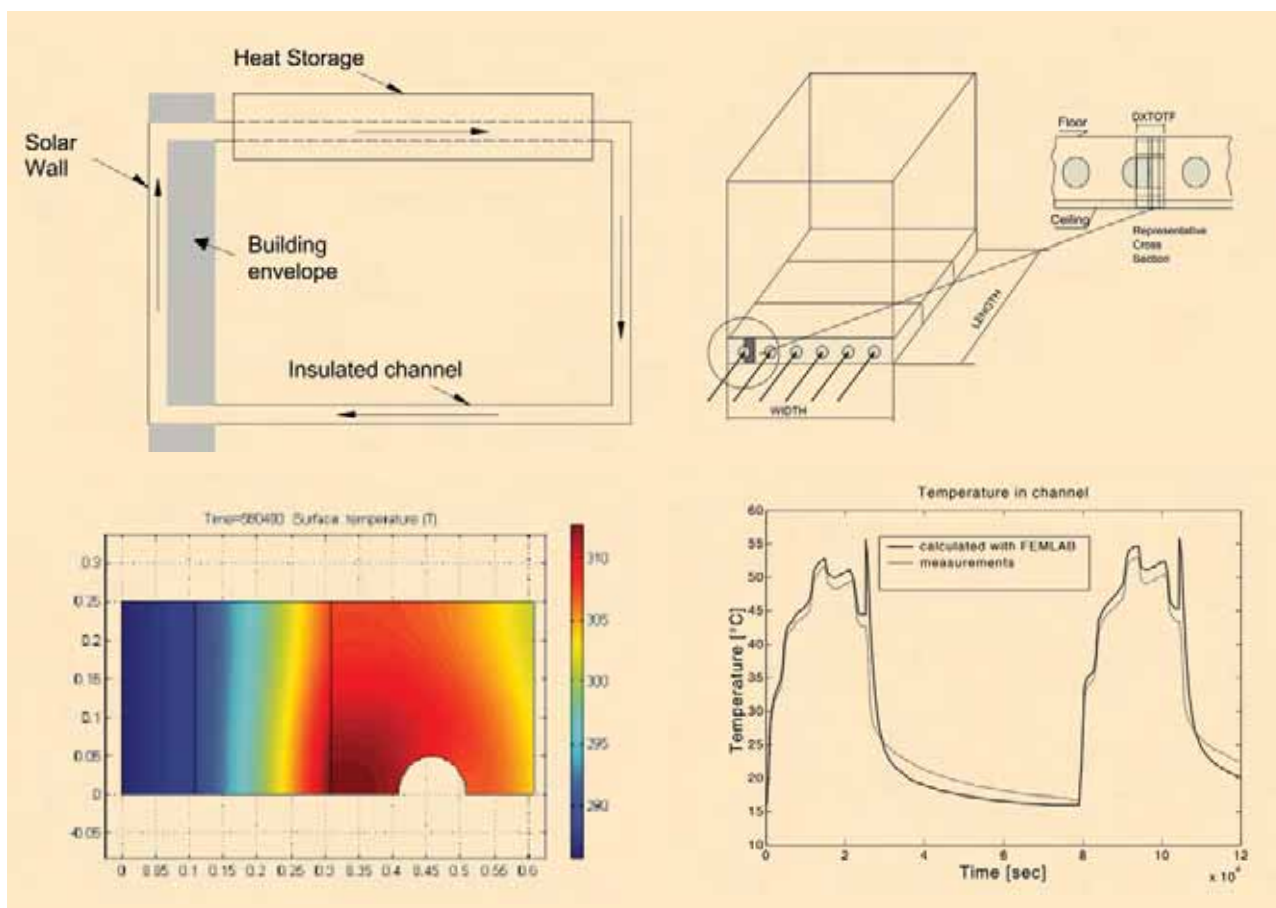 Heat Storage
Solar
Wall
Building
envelope
Insulated channel
Floor
DXTOTF
Ceiling
Representative
Cross
Section
LENGTH
WIDTH
Time=560480 Surface temperature (T)
0.3
0.25
0.2
0.15
0.1
0.05
0
-0.05
0 0.05 0.1 0.15 0.2 0.25 0.3 0.35 0.4 0.45 0.5 0.55 0.6
310
305
300
295
290
Temperature in channel
calculated with FEMLAB
measurements
Temperature [°C]
60
55
50
45
40
35
30
25
20
15
10
0 2 4 6 8 10 12
Time [sec]
x 10⁴